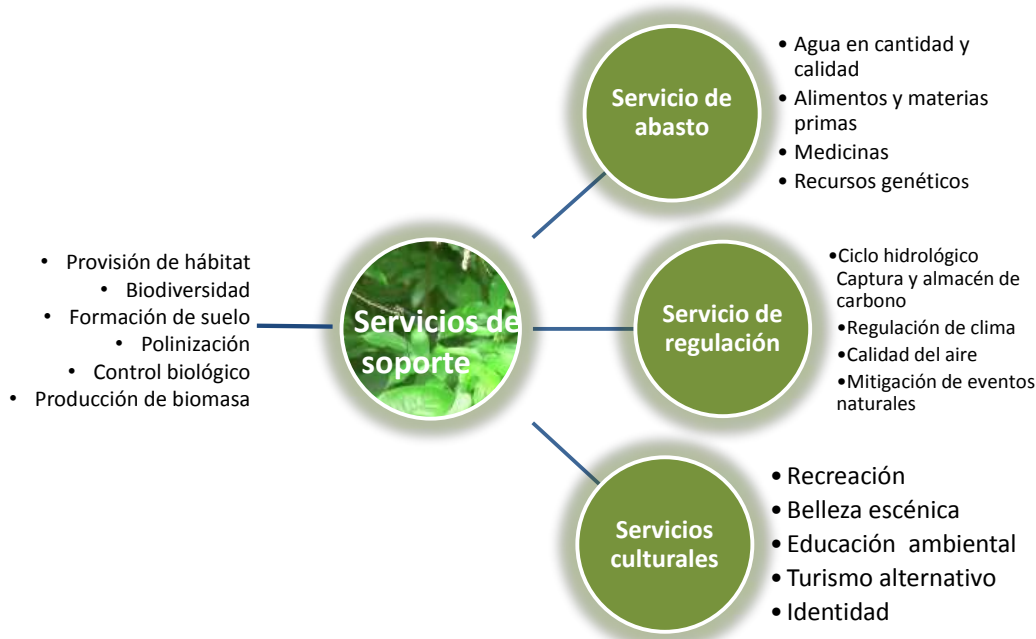 • Provisión de hábitat
• Biodiversidad
• Formación de suelo
• Polinización
• Control biológico
• Producción de biomasa
Servicios de
soporte
Servicio de
abasto
• Agua en cantidad y
calidad
• Alimentos y materias
primas
• Medicinas
• Recursos genéticos
Servicio de
regulación
•Ciclo hidrológico
Captura y almacén de
carbono
•Regulación de clima
•Calidad del aire
•Mitigación de eventos
naturales
Servicios
culturales
• Recreación
• Belleza escénica
• Educación ambiental
• Turismo alternativo
• Identidad